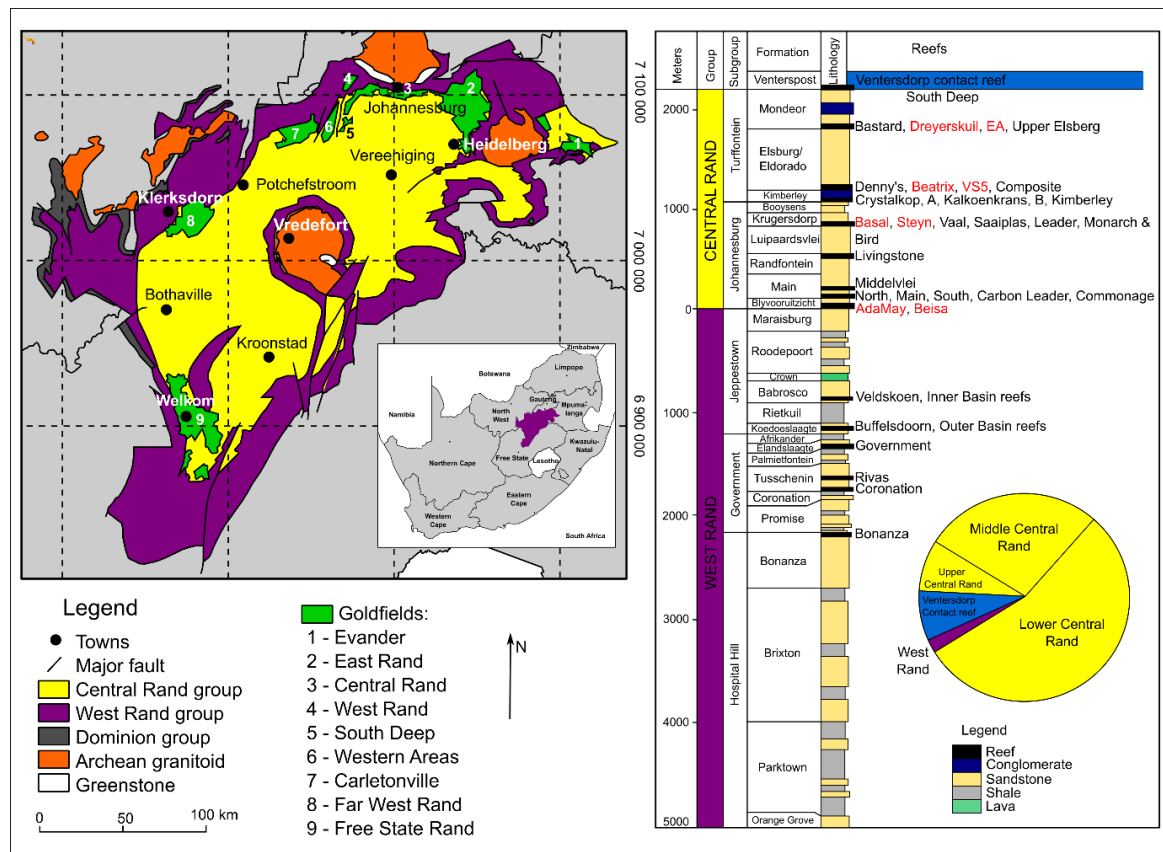 4
3
2
Johannesburg
7 100 000
7
6
5
Heidelberg
1
Vereehiging
Klerksdorp
Potchefstroom
8
Vredefort
7 000 000
Bothaville
Kroonstad
Welkom
9
6 900 000
Zimbabwe
Botswana
Limpopo
Namibia
North
West
Gauteng
Mpuma-
langa
Free State
Kwazulu-
Natal
Lesotho
Northern Cape
Eastern
Cape
Western
Cape
South Africa
Legend
Towns
Major fault
Central Rand group
West Rand group
Dominion group
Archean granitoid
Greenstone
0 50 100 km
Goldfields:
1 - Evander
2 - East Rand
3 - Central Rand
4 - West Rand
5 - South Deep
6 - Western Areas
7 - Carletonville
8 - Far West Rand
9 - Free State Rand
N
Meters
Group
Subgroup
Formation
Lithology
Reefs
Venterspost
Ventersdorp contact reef
South Deep
2000
Mondeor
Bastard, Dreyerskuil, EA, Upper Elsberg
Turffontein
Elsburg/
Eldorado
Denny's, Beatrix, VS5, Composite
Kimberley
Crystalkop, A, Kalkoenkrans, B, Kimberley
CENTRAL RAND
1000
Booysens
Krugersdorp
Basal, Steyn, Vaal, Saaiplas, Leader, Monarch &
Bird
Johannesburg
Luipaardsvlei
Livingstone
Randfontein
Main
Middelvlei
North, Main, South, Carbon Leader, Commonage
Blyvooruitzicht
AdaMay, Beisa
0
Maraisburg
Roodepoort
Jeppestown
Crown
Babrosco
Veldskoen, Inner Basin reefs
1000
Rietkuil
Koedoeslaagte
Buffelsdoorn, Outer Basin reefs
Afrikander
Elandslaagte
Government
Palmietfontein
Government
Tusschenin
Rivas
Coronation
Coronation
2000
Promise
WEST RAND
Bonanza
Bonanza
3000
Brixton
Hospital Hill
4000
Parktown
5000
Orange Grove
Middle Central
Rand
Upper
Central Rand
Ventersdorp
Contact reef
Lower Central
Rand
West
Rand
Legend
Reef
Conglomerate
Sandstone
Shale
Lava